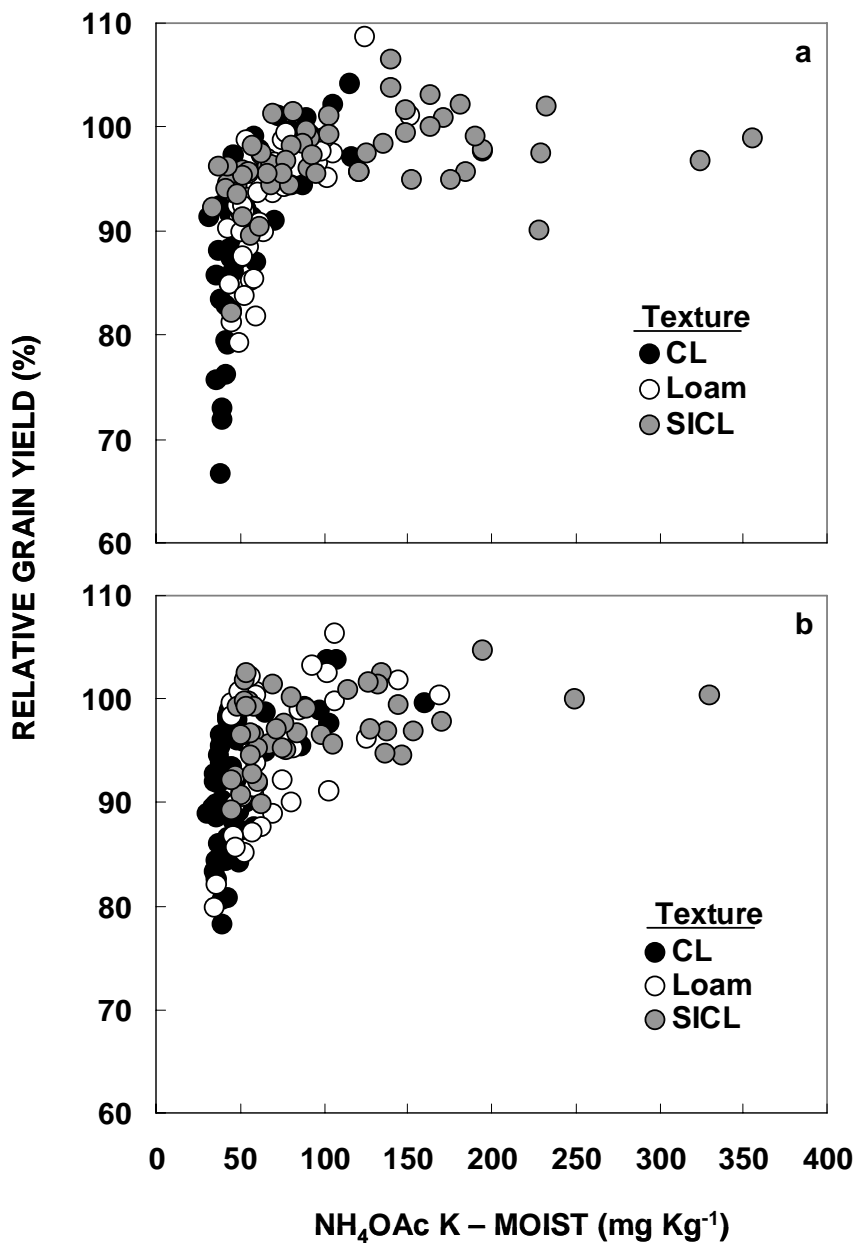 RELATIVE GRAIN YIELD (%)
110
100
90
80
70
60
a
Texture
CL
Loam
SICL
110
100
90
80
70
60
b
Texture
CL
Loam
SICL
0 50 100 150 200 250 300 350 400
NH₄OAc K – MOIST (mg Kg⁻¹)